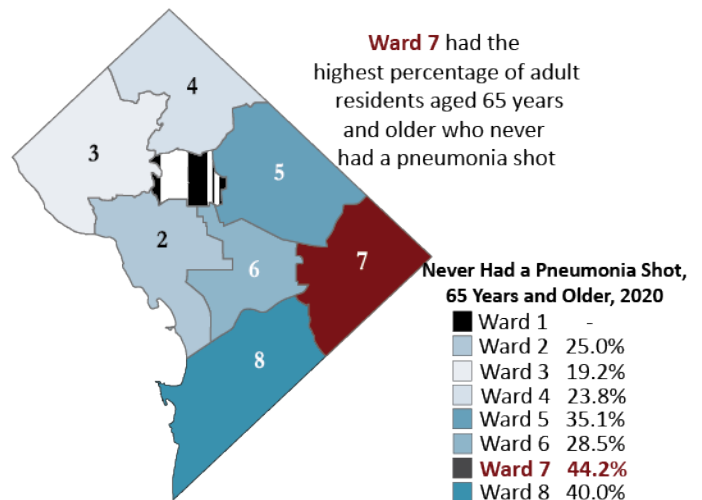 Ward 7 had the
highest percentage of adult
residents aged 65 years
and older who never
had a pneumonia shot
4
3
5
2
6
7
8
Never Had a Pneumonia Shot,
65 Years and Older, 2020
Ward 1 -
Ward 2 25.0%
Ward 3 19.2%
Ward 4 23.8%
Ward 5 35.1%
Ward 6 28.5%
Ward 7 44.2%
Ward 8 40.0%